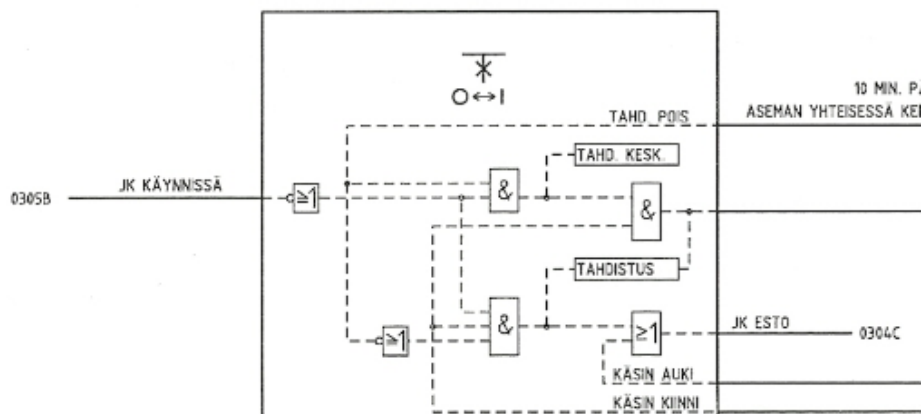 O↔I
10 MIN.
TAHD. POIS
ASEMAN YHTEISESSÄ
TAHD. KESK.
&
JK KÄYNNISSÄ
0305B
≥1
&
TAHDISTUS
&
≥1
≥1
JK ESTO
0304C
KÄSIN AUKI
KÄSIN KIINNI